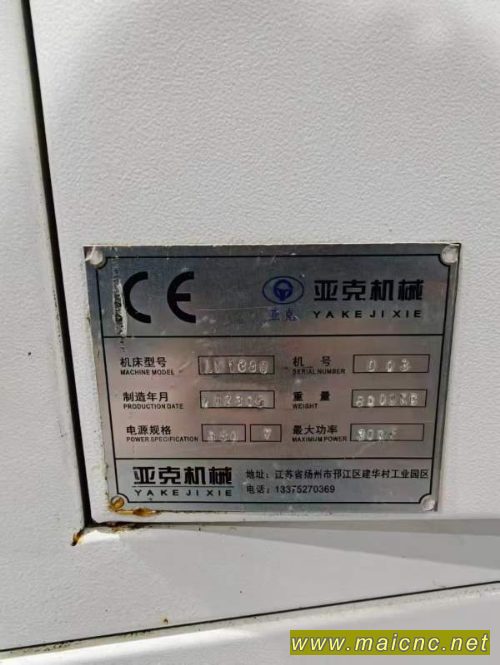 CE
亚克
亚克机械
YAKEJIXIE
机床型号
MACHINE MODEL
机 号
SERIAL NUMBER
制造年月
PRODUCTION DATE
重 量
WEIGHT
电源规格
POWER SPECIFICATION
最大功率
MAXIMUM POWER
亚克机械
YAKEJIXIE
地址：江苏省扬州市邗江区建华村工业园区
电话：13375270369
www.maicnc.net